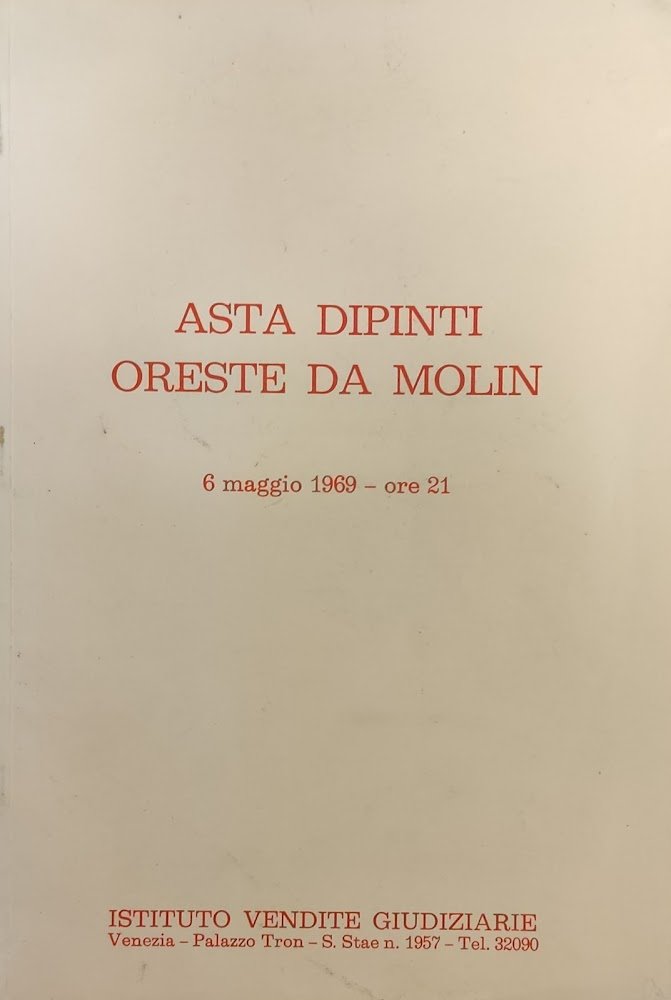 ASTA DIPINTI
ORESTE DA MOLIN
6 maggio 1969 – ore 21
ISTITUTO VENDITE GIUDIZIARIE
Venezia – Palazzo Tron – S. Stae n. 1957 – Tel. 32090